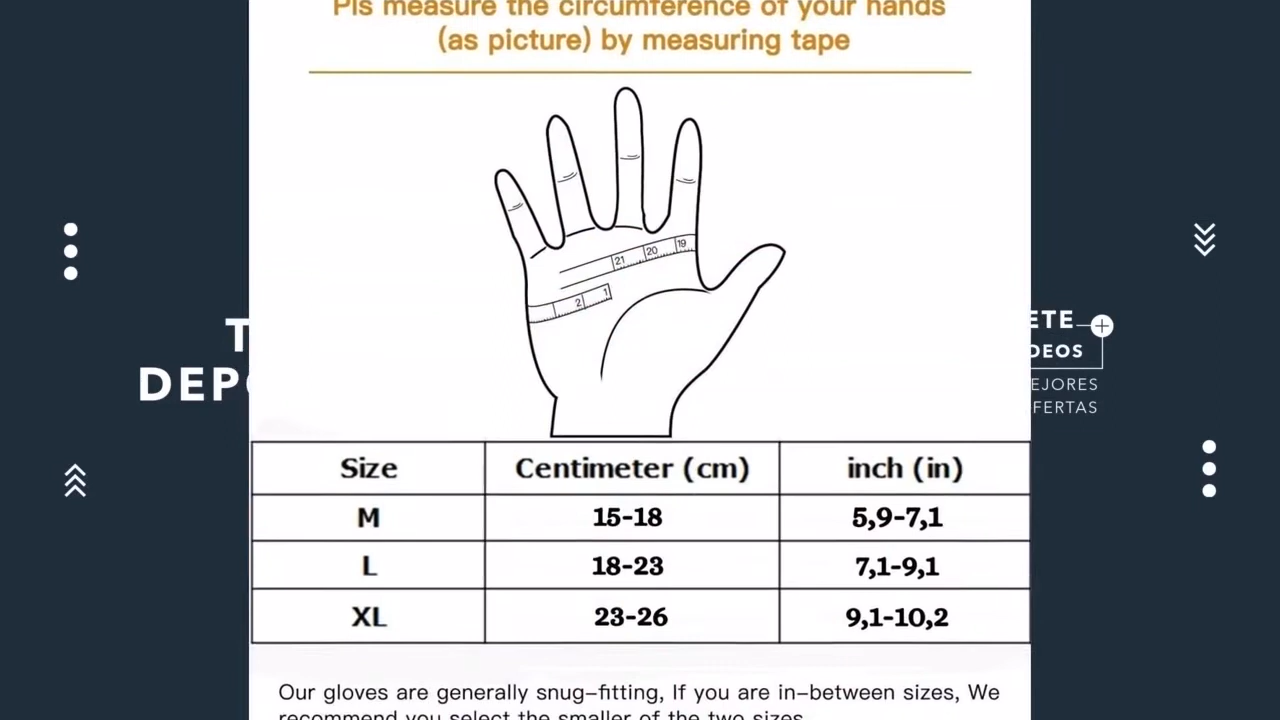 Pls measure the circumference of your hands
(as picture) by measuring tape
21 20 19
2 1
T
DEP
ETE
DEOS
EJORES
FERTAS
Size Centimeter (cm) inch (in)
M 15-18 5,9-7,1
L 18-23 7,1-9,1
XL 23-26 9,1-10,2
Our gloves are generally snug-fitting, If you are in-between sizes, We
recommend you select the smaller of the two sizes